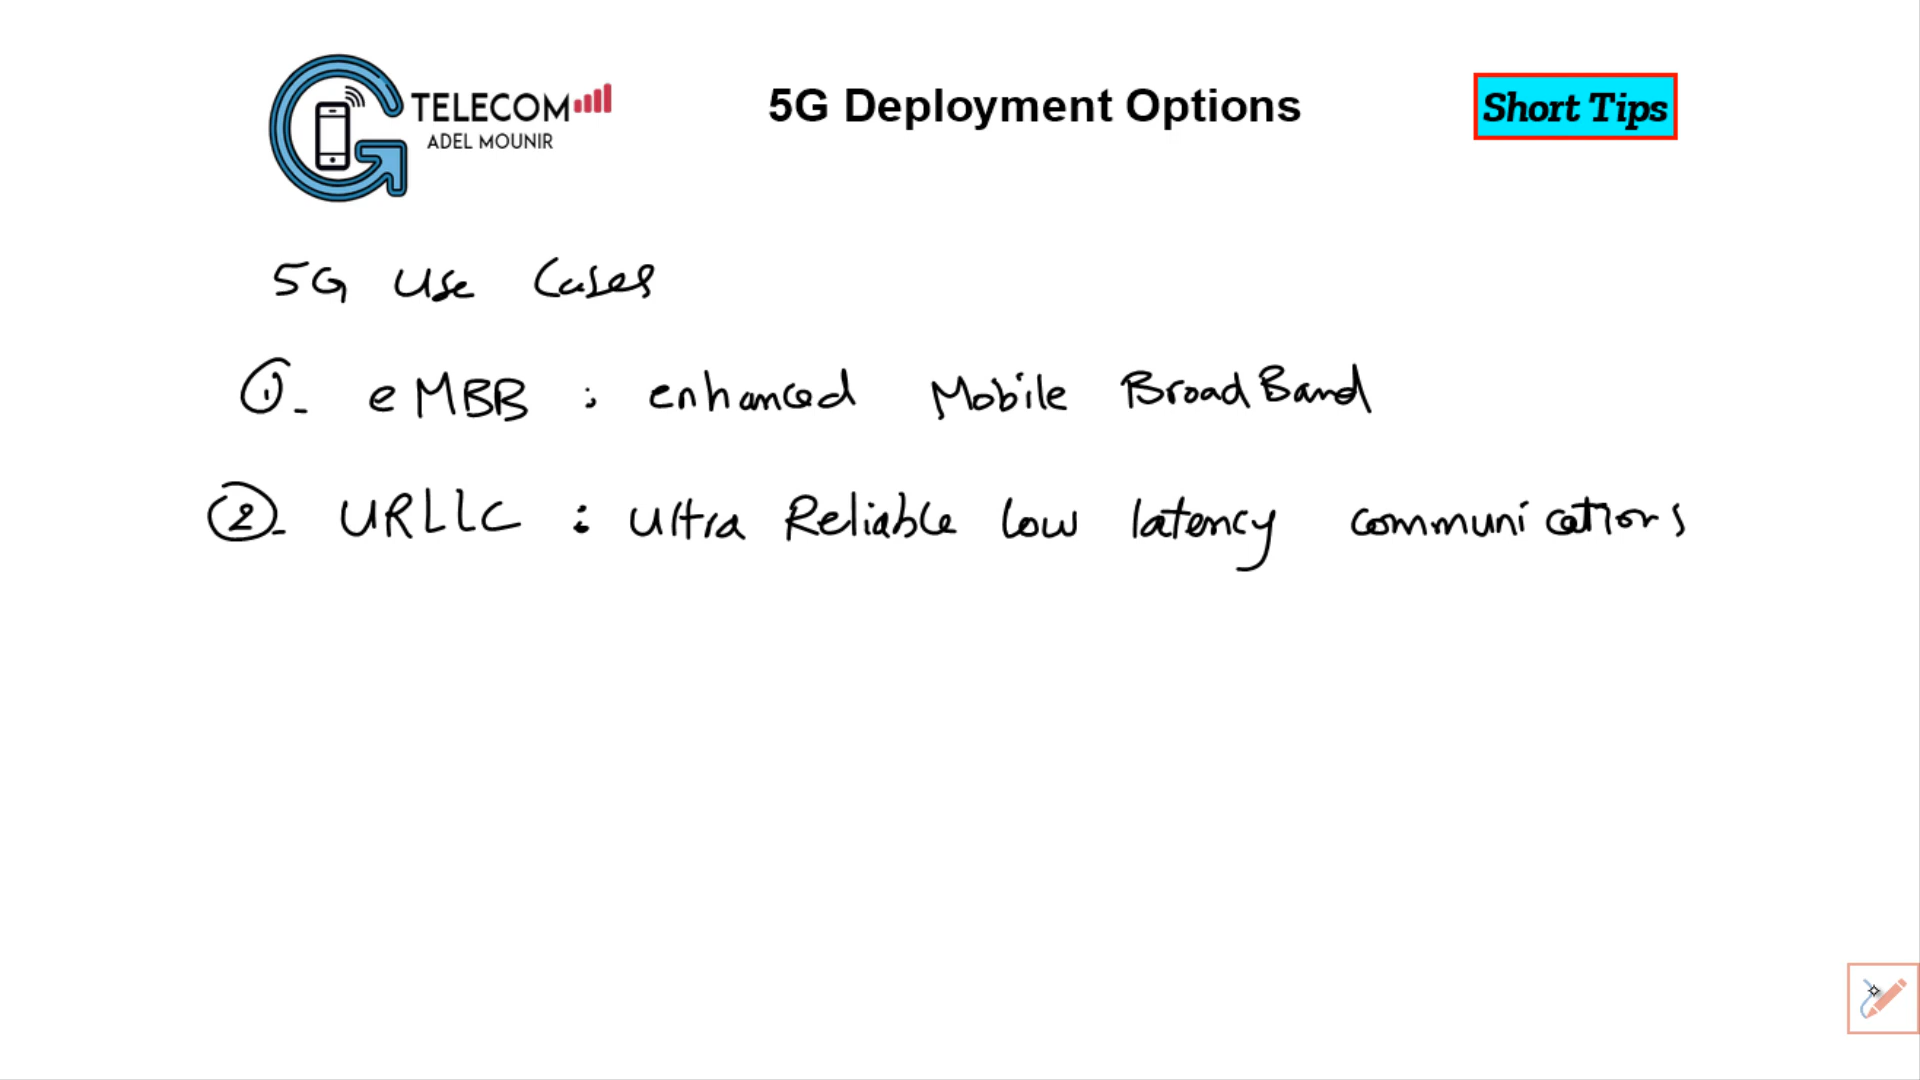 TELECOM
ADEL MOUNIR
5G Deployment Options
Short Tips
5G Use Cases
1- eMBB : enhanced Mobile BroadBand
2- URLLC : Ultra Reliable Low latency communications